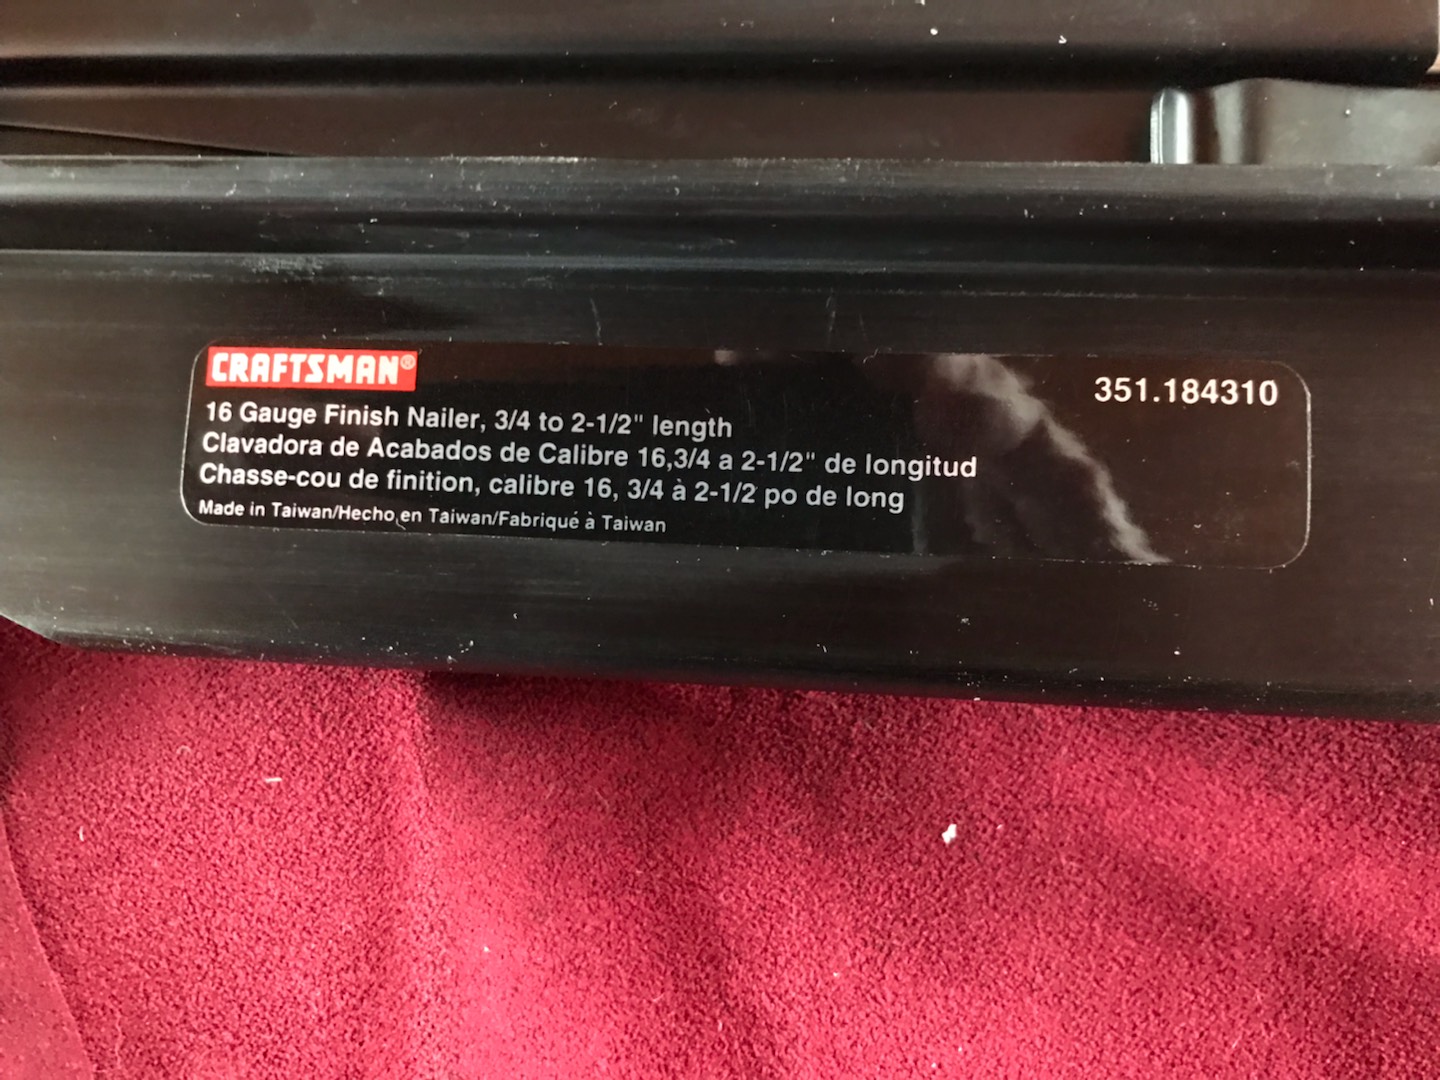 CRAFTSMAN®
351.184310
16 Gauge Finish Nailer, 3/4 to 2-1/2" length
Clavadora de Acabados de Calibre 16,3/4 a 2-1/2" de longitud
Chasse-cou de finition, calibre 16, 3/4 à 2-1/2 po de long
Made in Taiwan/Hecho en Taiwan/Fabriqué à Taiwan